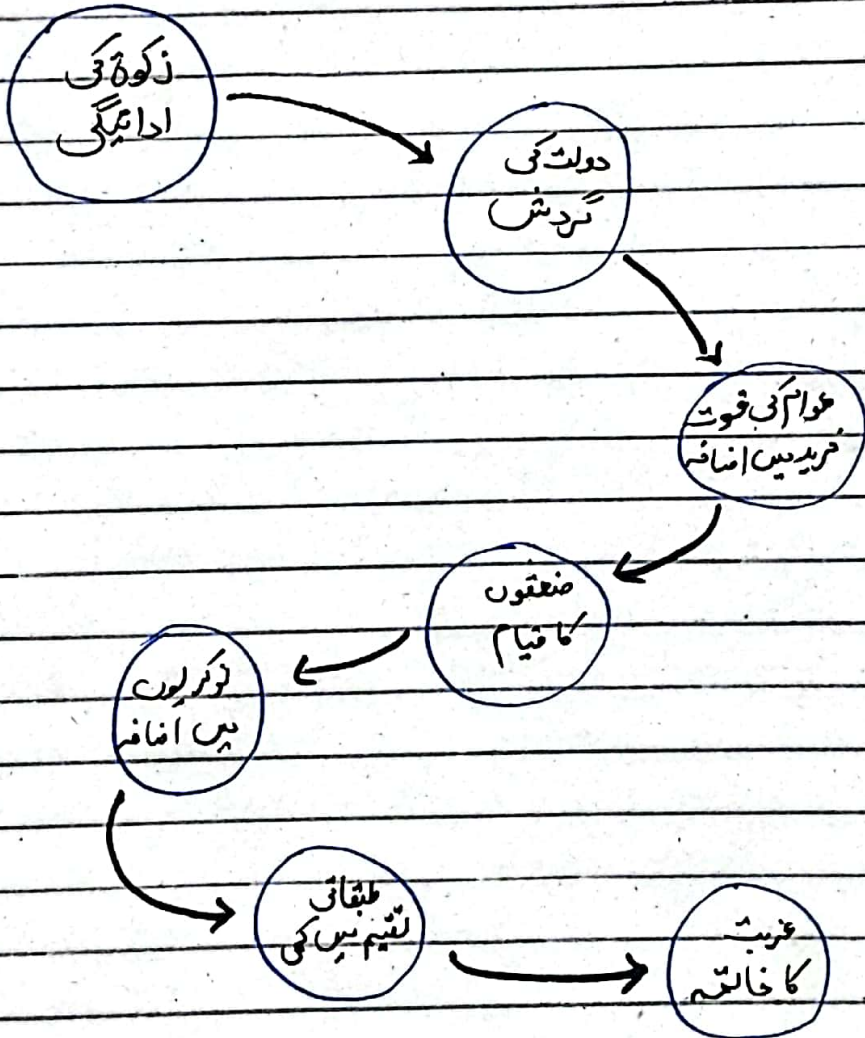 زکوۃ کی
ادائیگی
دولت کی
گردش
عوام کی قوت
خرید میں اضافہ
صنعتوں
کا قیام
نوکریوں
میں اضافہ
طبقاتی
تقیم میں کمی
غربت
کا خاتمہ